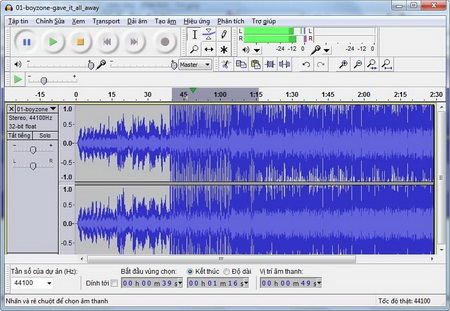 01-boyzone-gave_it_all_away
Tập tin Chỉnh Sửa Xem Transport Dải âm Tạo âm Hiệu ứng Phân tích Trợ giúp
L
R
-24 -12 0
-24 -12 0
Master
-15 0 15 30 45 1:00 1:15 1:30 1:45 2:00 2:15 2:30
01-boyzone
Stereo, 44100Hz
32-bit float
Tắt tiếng Solo
- +
L R
1.0
0.5
0.0
-0.5
-1.0
1.0
0.5
0.0
-0.5
-1.0
Tần số của dự án (Hz): Bắt đầu vùng chọn: Kết thúc Độ dài Vị trí âm thanh:
44100 Dính tới 00 h 00 m 39 s 00 h 01 m 16 s 00 h 00 m 49 s
Nhấn và rê chuột để chọn âm thanh Tốc độ thật: 44100